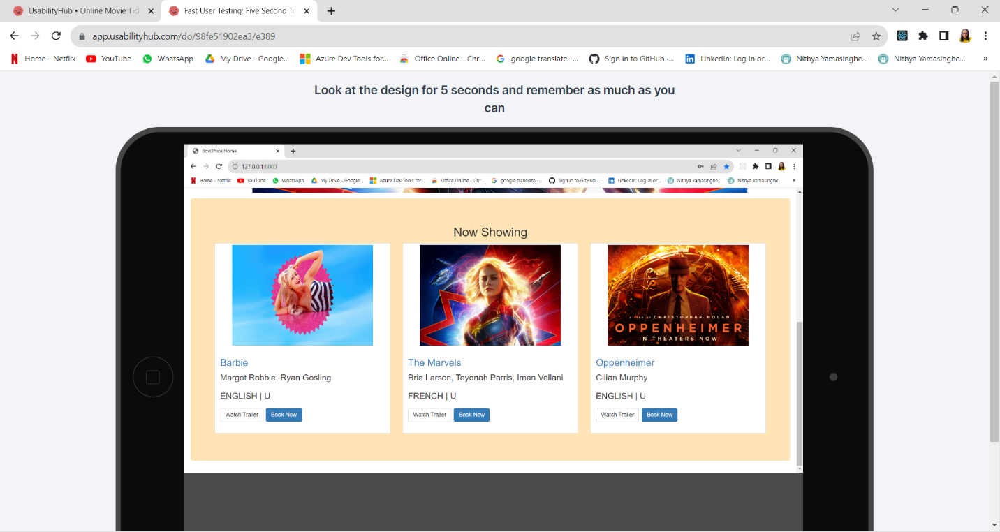 UsabilityHub • Online Movie Tic
Fast User Testing: Five Second Te
app.usabilityhub.com/do/98fe51902ea3/e389
Home - Netflix YouTube WhatsApp My Drive - Google... Azure Dev Tools for... Office Online - Chr... google translate -... Sign in to GitHub ·... LinkedIn: Log In or... Nithya Yamasinghe... Nithya Yamasinghe... »
Look at the design for 5 seconds and remember as much as you
can
BoxOffice|Home
127.0.0.1:8000
Home - Netflix YouTube WhatsApp My Drive - Google... Azure Dev Tools for... Office Online - Chr... google translate -... Sign in to GitHub ·... LinkedIn: Log In or... Nithya Yamasinghe... Nithya Yamasinghe... »
Now Showing
A FILM BY CHRISTOPHER NOLAN
OPPENHEIMER
IN THEATERS NOW
Barbie
Margot Robbie, Ryan Gosling
ENGLISH | U
Watch Trailer Book Now
The Marvels
Brie Larson, Teyonah Parris, Iman Vellani
FRENCH | U
Watch Trailer Book Now
Oppenheimer
Cilian Murphy
ENGLISH | U
Watch Trailer Book Now